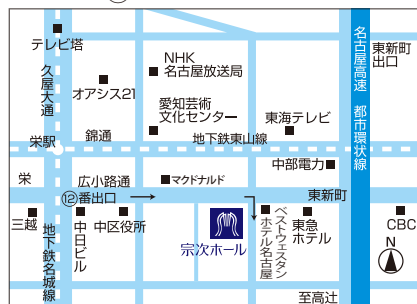 テレビ塔
久屋大通
オアシス21
NHK
名古屋放送局
愛知芸術
文化センター
東海テレビ
名古屋高速 都市環状線
東新町
出口
栄駅
錦通
地下鉄東山線
中部電力
栄
広小路通
マクドナルド
東新町
⑫番出口
三越
地下鉄名城線
中日ビル
中区役所
宗次ホール
ベストウェスタン
ホテル名古屋
東急
ホテル
CBC
N
至高辻